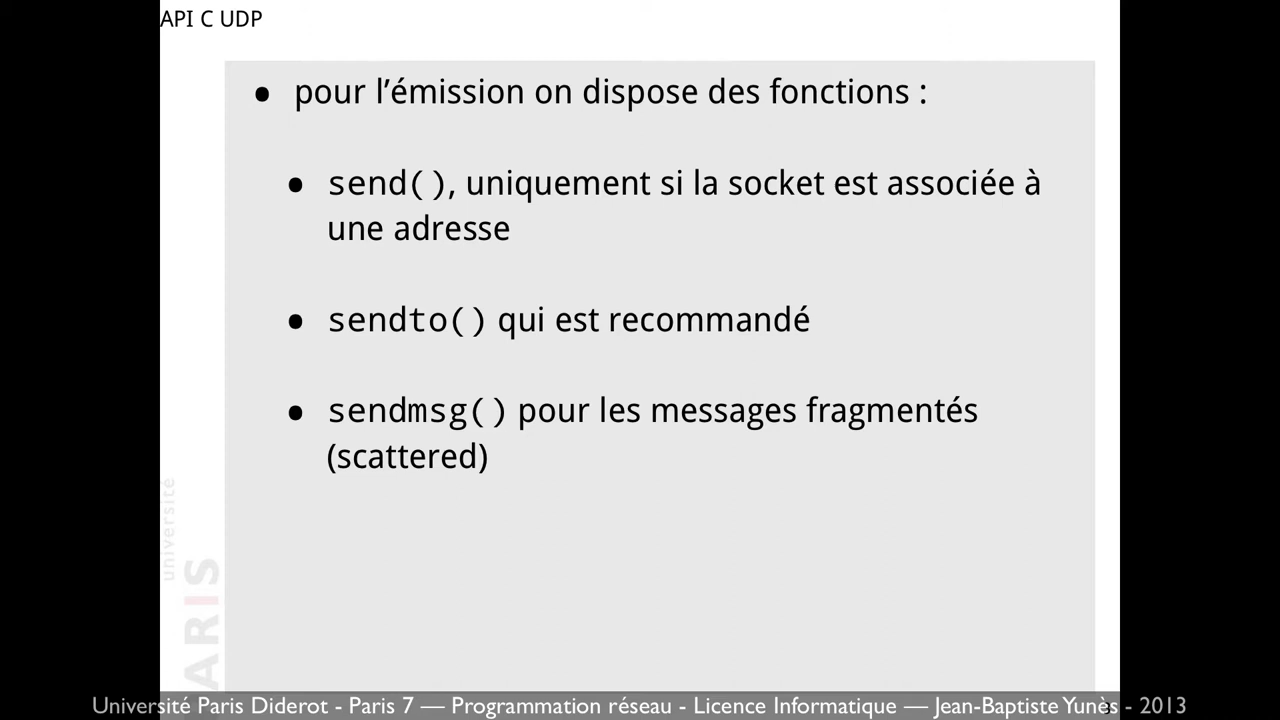 API C UDP
• pour l’émission on dispose des fonctions :
• send(), uniquement si la socket est associée à
une adresse
• sendto() qui est recommandé
• sendmsg() pour les messages fragmentés
(scattered)
université
ARIS
Université Paris Diderot - Paris 7 — Programmation réseau - Licence Informatique — Jean-Baptiste Yunès - 2013